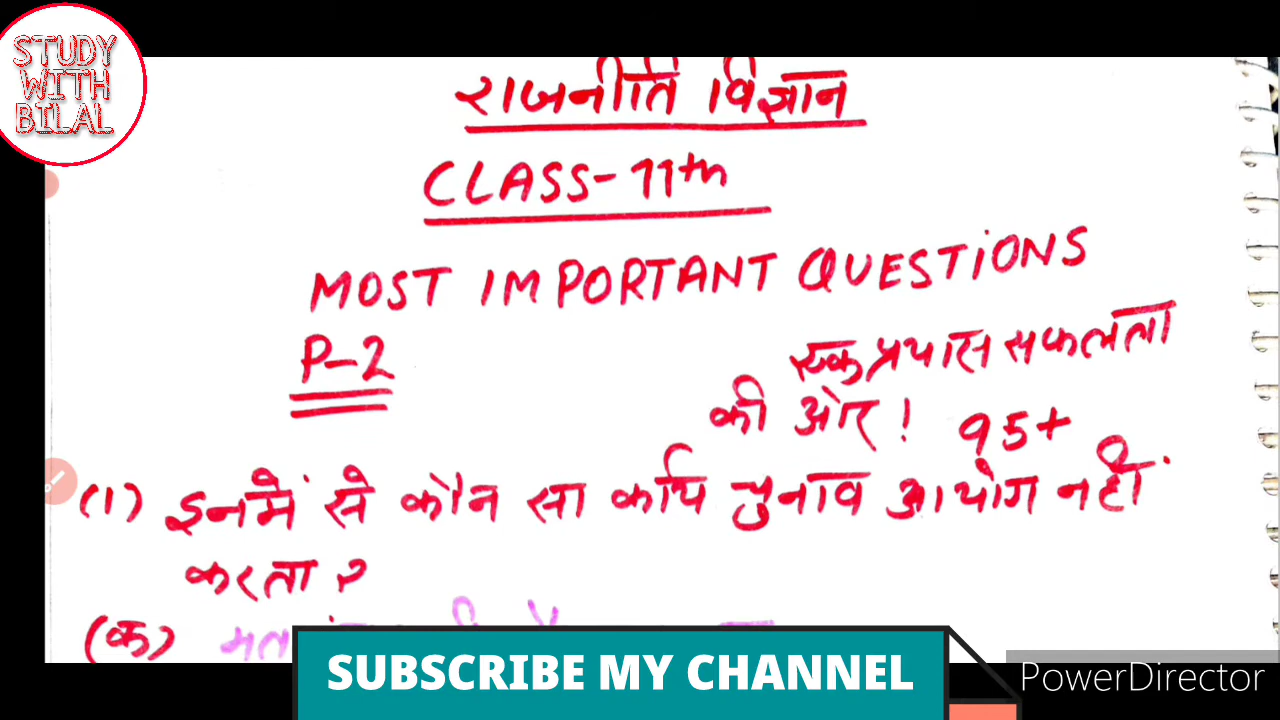 STUDY
WITH
BILAL
राजनीति विज्ञान
CLASS-11th
MOST IMPORTANT QUESTIONS
P-2
एक प्रयास सफलता
की ओर! 95+
(1) इनमें से कौन सा कार्य चुनाव आयोग नहीं
करता?
(क)
SUBSCRIBE MY CHANNEL
PowerDirector